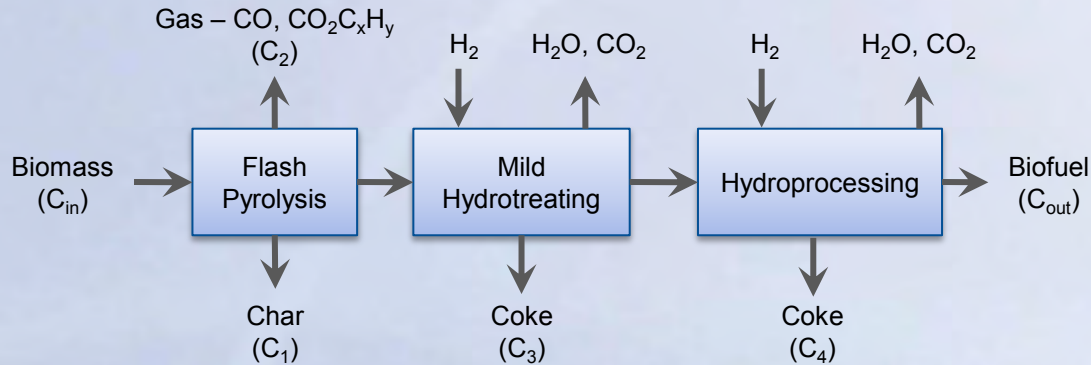 Gas – CO, CO₂CₓHᵧ
(C₂)
H₂
H₂O, CO₂
H₂
H₂O, CO₂
Biomass
(Cᵢₙ)
Flash
Pyrolysis
Mild
Hydrotreating
Hydroprocessing
Biofuel
(Cₒᵤₜ)
Char
(C₁)
Coke
(C₃)
Coke
(C₄)